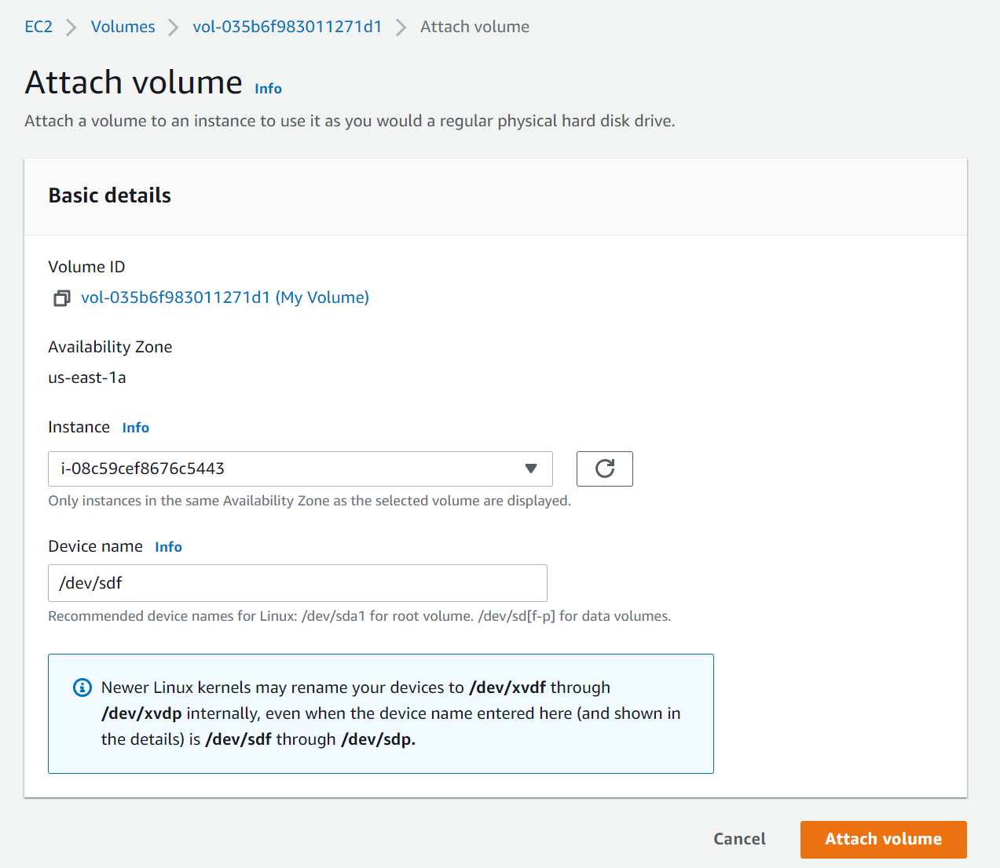 EC2 > Volumes > vol-035b6f983011271d1 > Attach volume
Attach volume Info
Attach a volume to an instance to use it as you would a regular physical hard disk drive.
Basic details
Volume ID
vol-035b6f983011271d1 (My Volume)
Availability Zone
us-east-1a
Instance Info
i-08c59cef8676c5443
Only instances in the same Availability Zone as the selected volume are displayed.
Device name Info
/dev/sdf
Recommended device names for Linux: /dev/sda1 for root volume. /dev/sd[f-p] for data volumes.
Newer Linux kernels may rename your devices to /dev/xvdf through
/dev/xvdp internally, even when the device name entered here (and shown in
the details) is /dev/sdf through /dev/sdp.
Cancel Attach volume